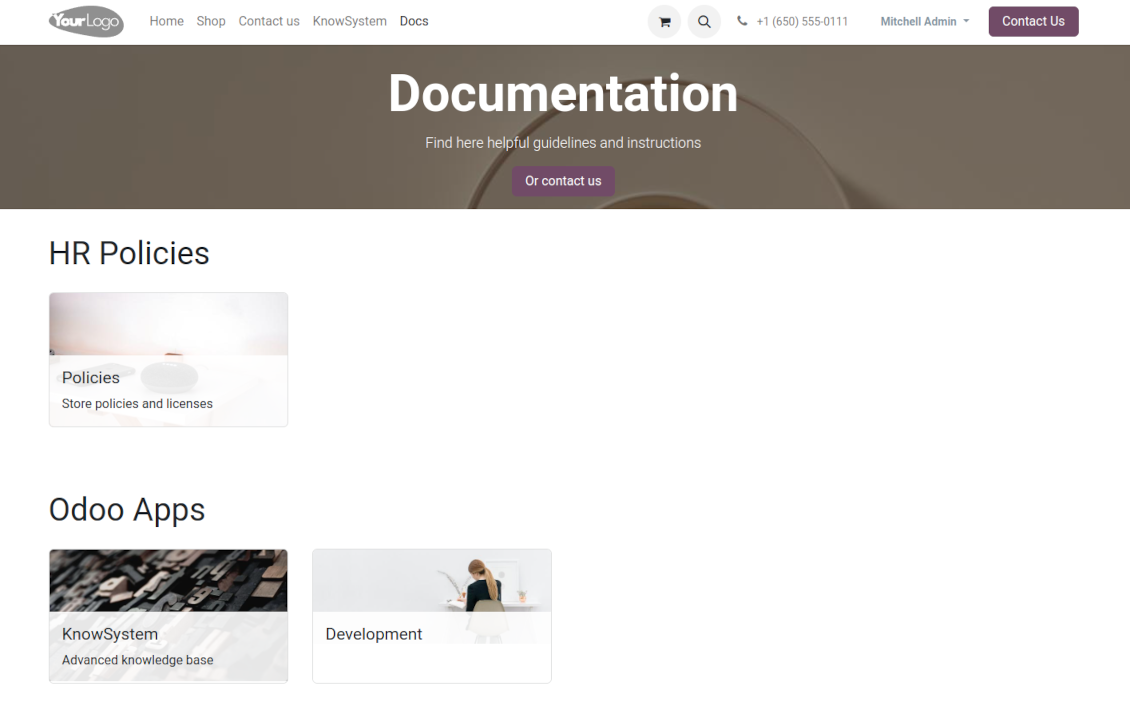 YourLogo
Home Shop Contact us KnowSystem Docs
+1 (650) 555-0111
Mitchell Admin
Contact Us
Documentation
Find here helpful guidelines and instructions
Or contact us
HR Policies
Policies
Store policies and licenses
Odoo Apps
KnowSystem
Advanced knowledge base
Development